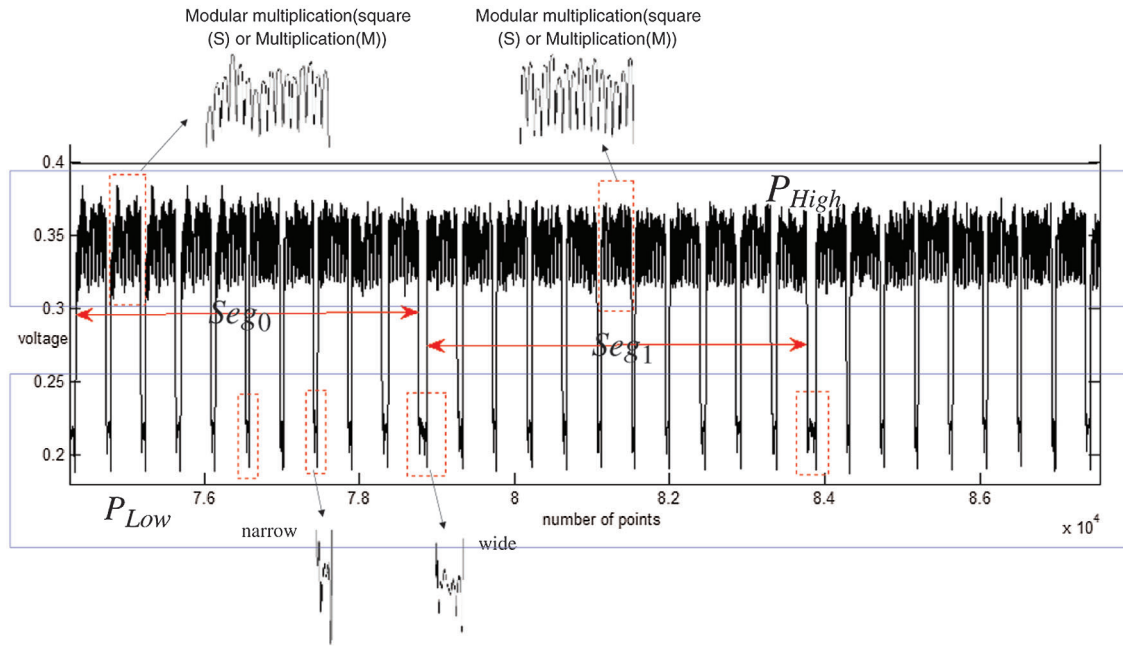 Modular multiplication(square
(S) or Multiplication(M))
Modular multiplication(square
(S) or Multiplication(M))
0.4
P_High
0.35
0.3
Seg_0
voltage
Seg_1
0.25
0.2
7.6
7.8
8
8.2
8.4
8.6
P_Low
number of points
x 10^4
narrow
wide